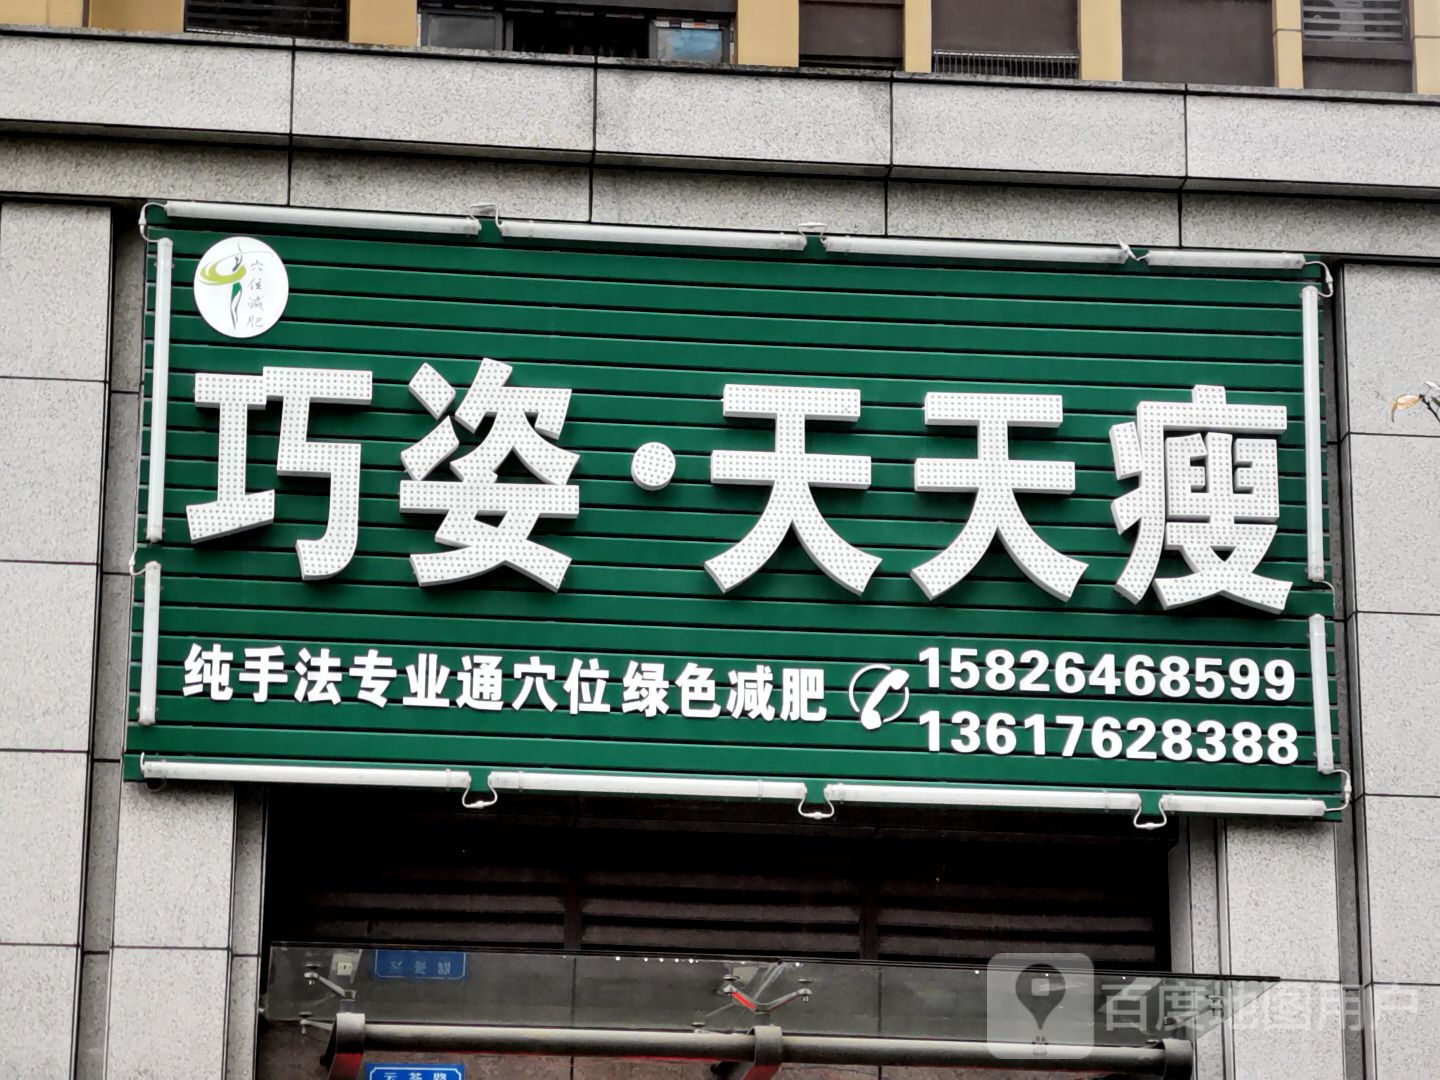 穴位减肥
巧姿·天天瘦
纯手法专业通穴位绿色减肥
15826468599
13617628388
百度地图用户